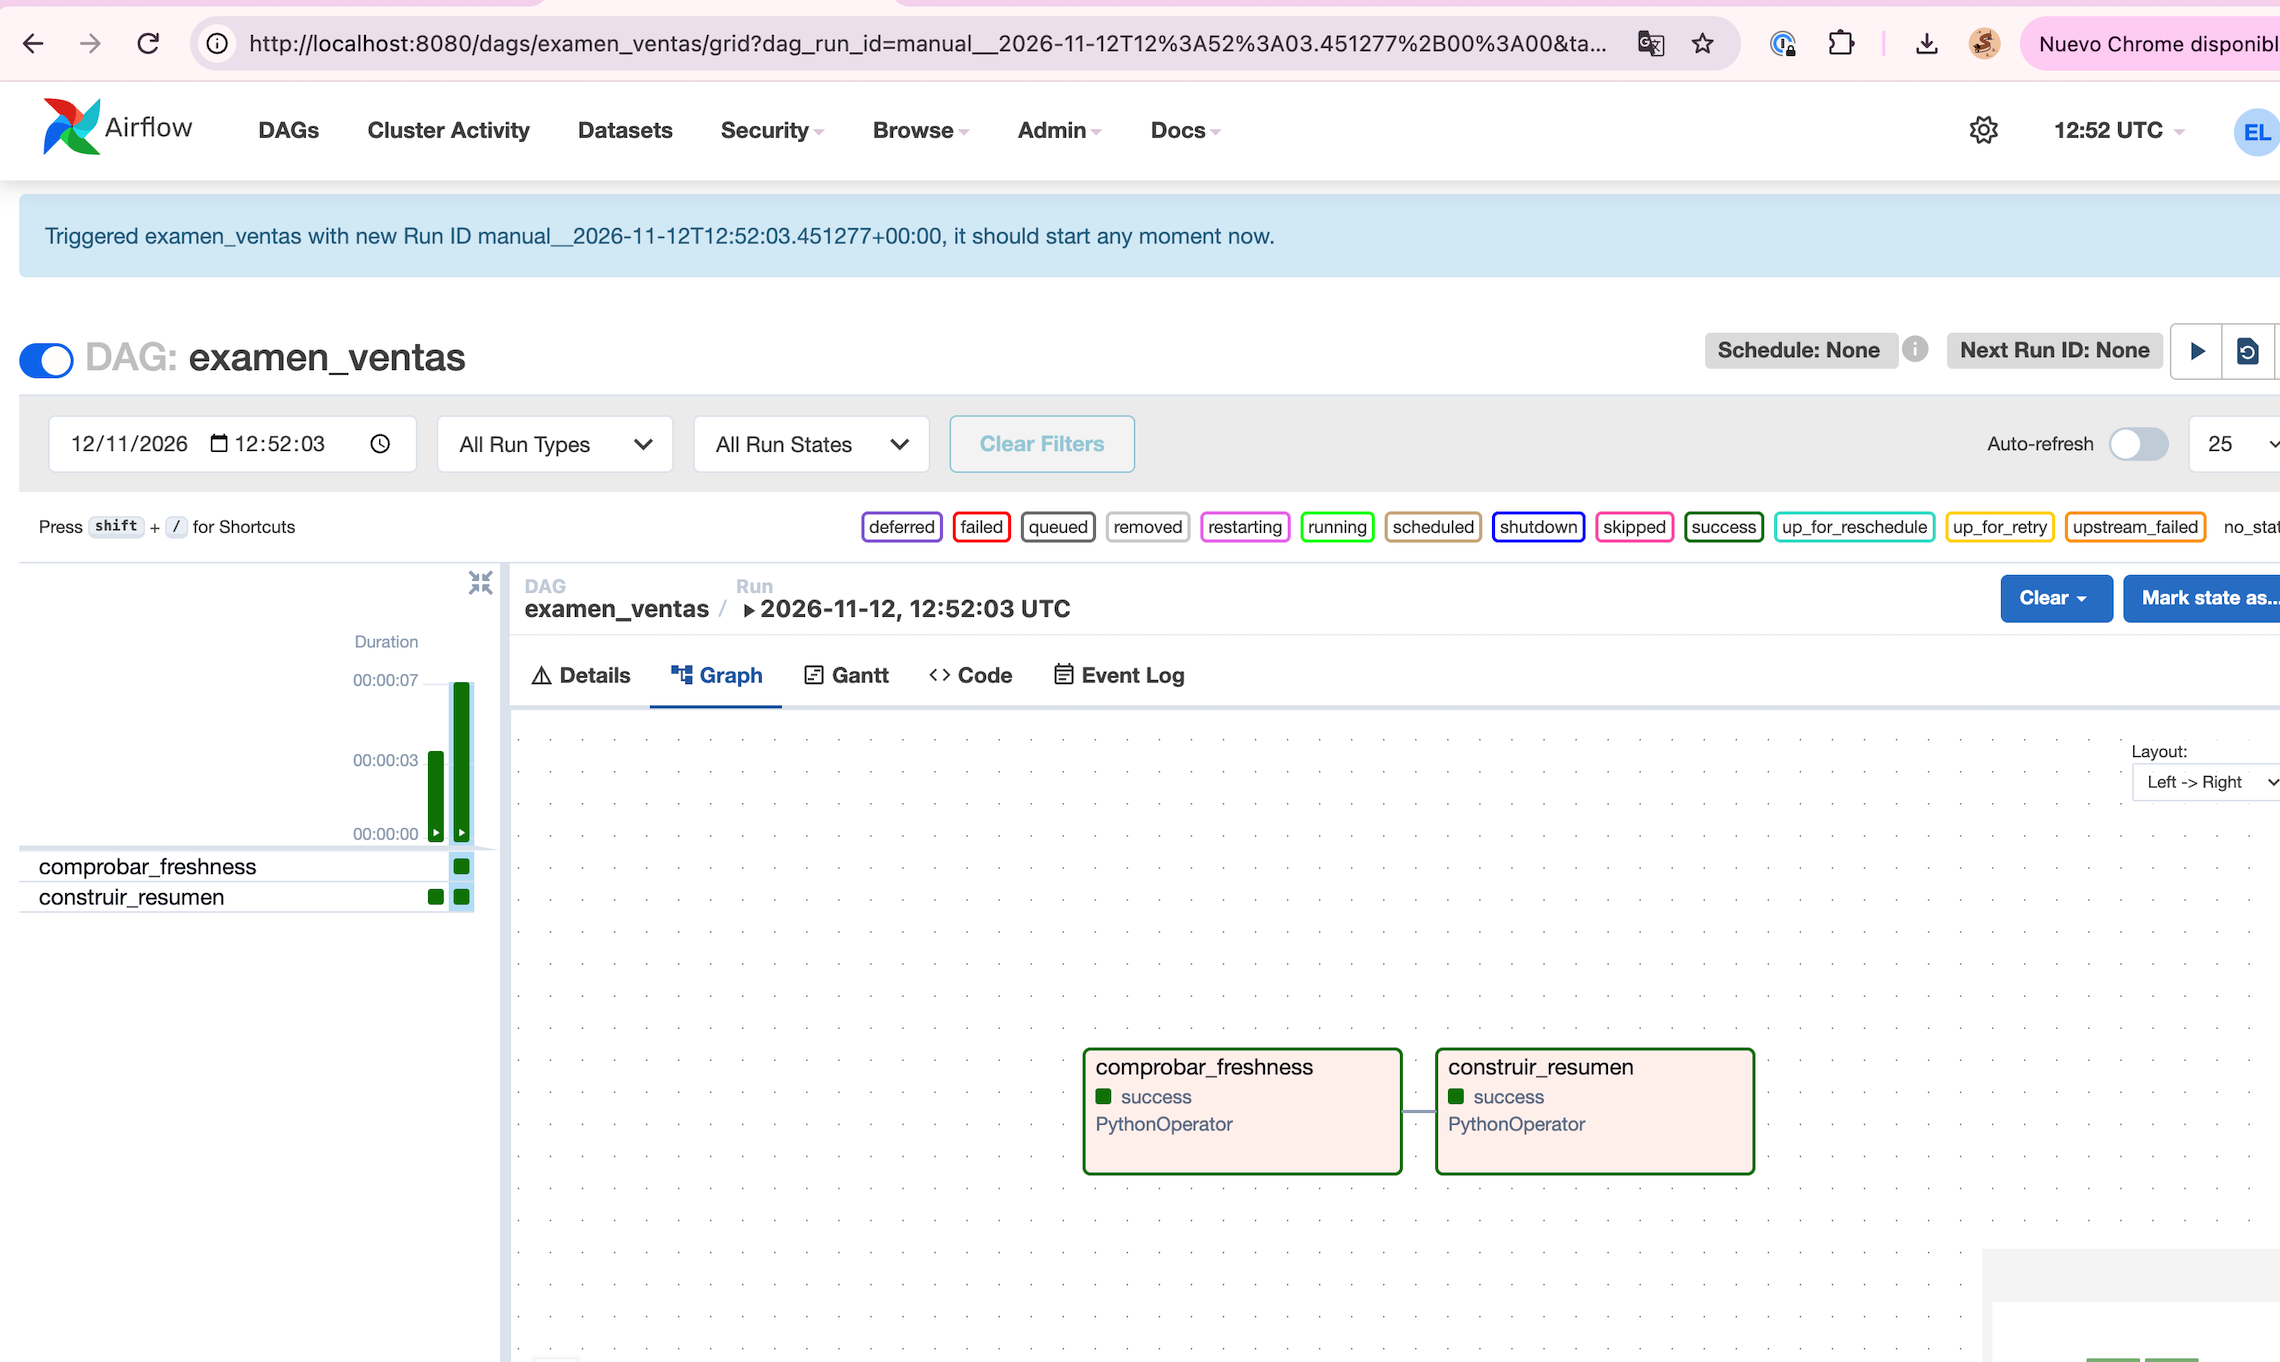 http://localhost:8080/dags/examen_ventas/grid?dag_run_id=manual__2026-11-12T12%3A52%3A03.451277%2B00%3A00&ta...
Nuevo Chrome disponibl
Airflow DAGs Cluster Activity Datasets Security Browse Admin Docs 12:52 UTC EL
Triggered examen_ventas with new Run ID manual__2026-11-12T12:52:03.451277+00:00, it should start any moment now.
DAG: examen_ventas Schedule: None Next Run ID: None
12/11/2026 12:52:03 All Run Types All Run States Clear Filters Auto-refresh 25
Press shift + / for Shortcuts deferred failed queued removed restarting running scheduled shutdown skipped success up_for_reschedule up_for_retry upstream_failed no_stat
DAG Run
examen_ventas / 2026-11-12, 12:52:03 UTC Clear Mark state as...
Duration
00:00:07
00:00:03
00:00:00
comprobar_freshness
construir_resumen
Details Graph Gantt <> Code Event Log
Layout:
Left -> Right
comprobar_freshness
success
PythonOperator
construir_resumen
success
PythonOperator